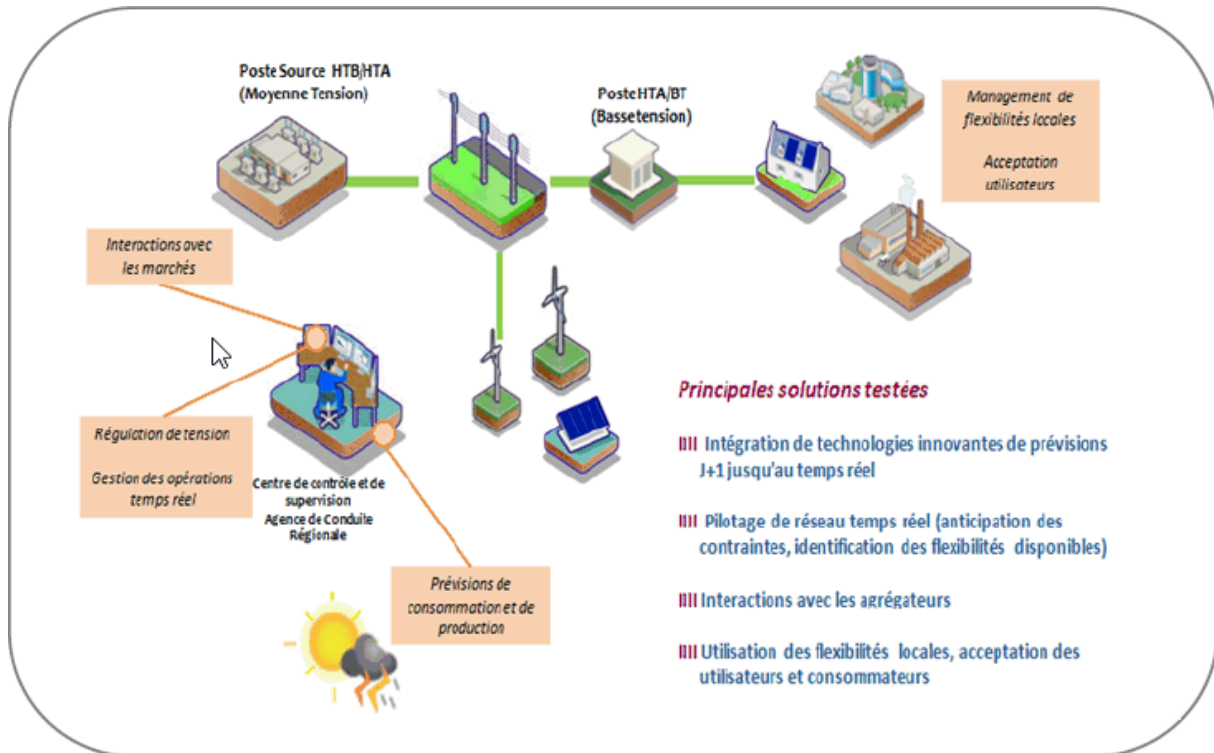 Poste Source HTB/HTA
(Moyenne Tension)
Poste HTA/BT
(Basse tension)
Management de
flexibilités locales
Acceptation
utilisateurs
Interactions avec
les marchés
Régulation de tension
Gestion des opérations
temps réel
Centre de contrôle et de
supervision
Agence de Conduite
Régionale
Prévisions de
consommation et de
production
Principales solutions testées
Intégration de technologies innovantes de prévisions
J+1 jusqu'au temps réel
Pilotage de réseau temps réel (anticipation des
contraintes, identification des flexibilités disponibles)
Interactions avec les agrégateurs
Utilisation des flexibilités locales, acceptation des
utilisateurs et consommateurs